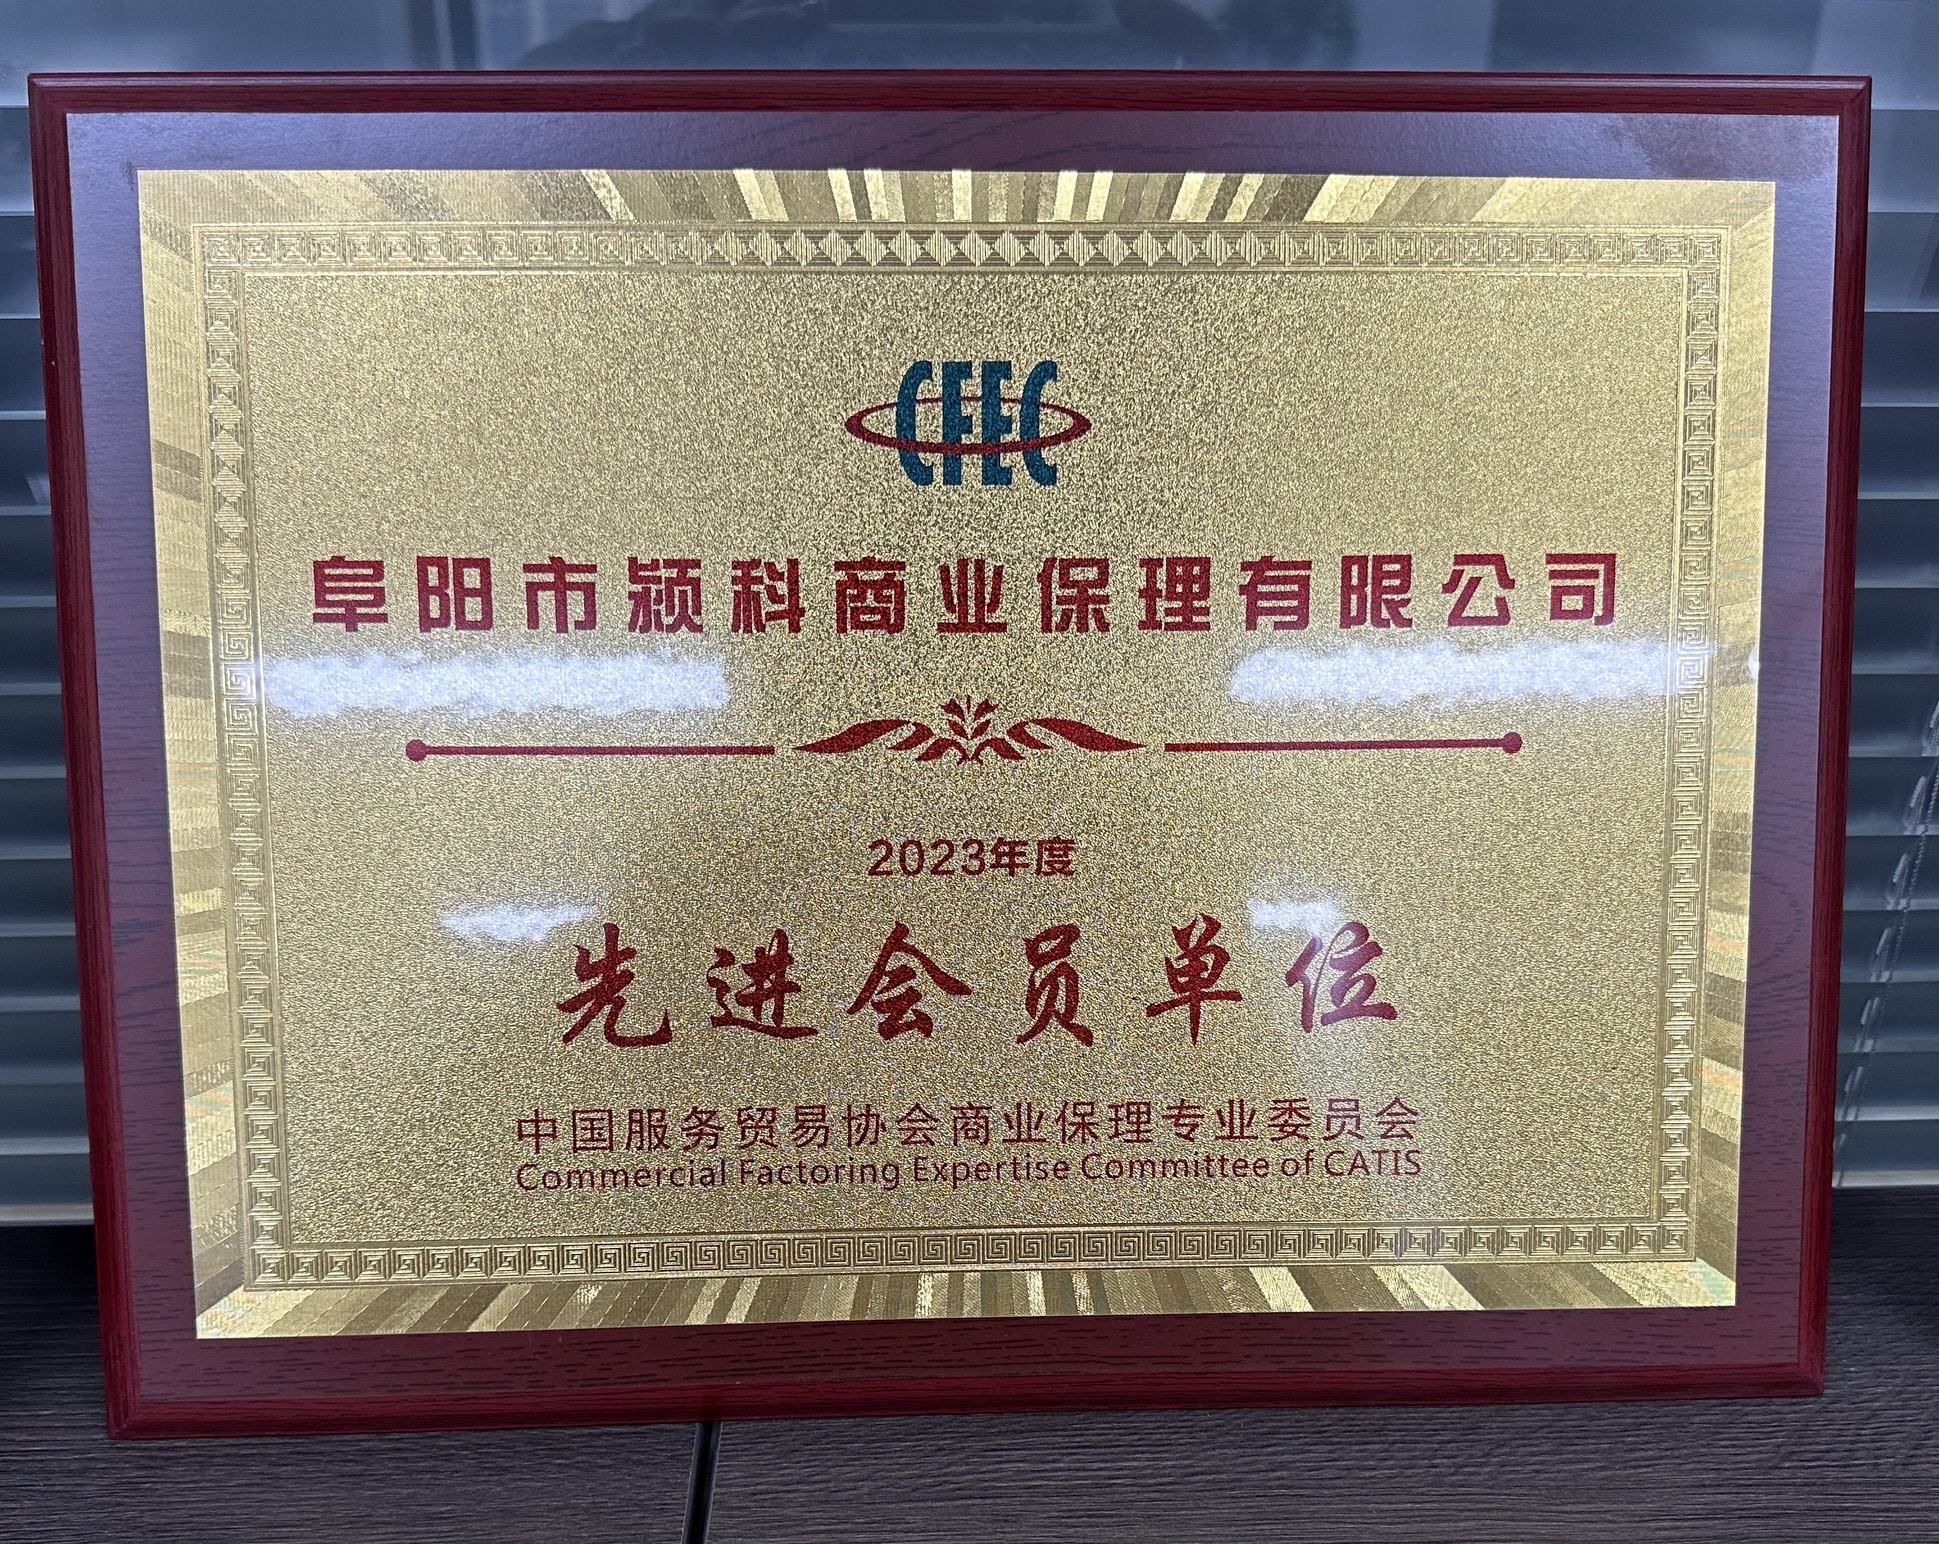 CFEC
阜阳市颍科商业保理有限公司
2023年度
先进会员单位
中国服务贸易协会商业保理专业委员会
Commercial Factoring Expertise Committee of CATIS